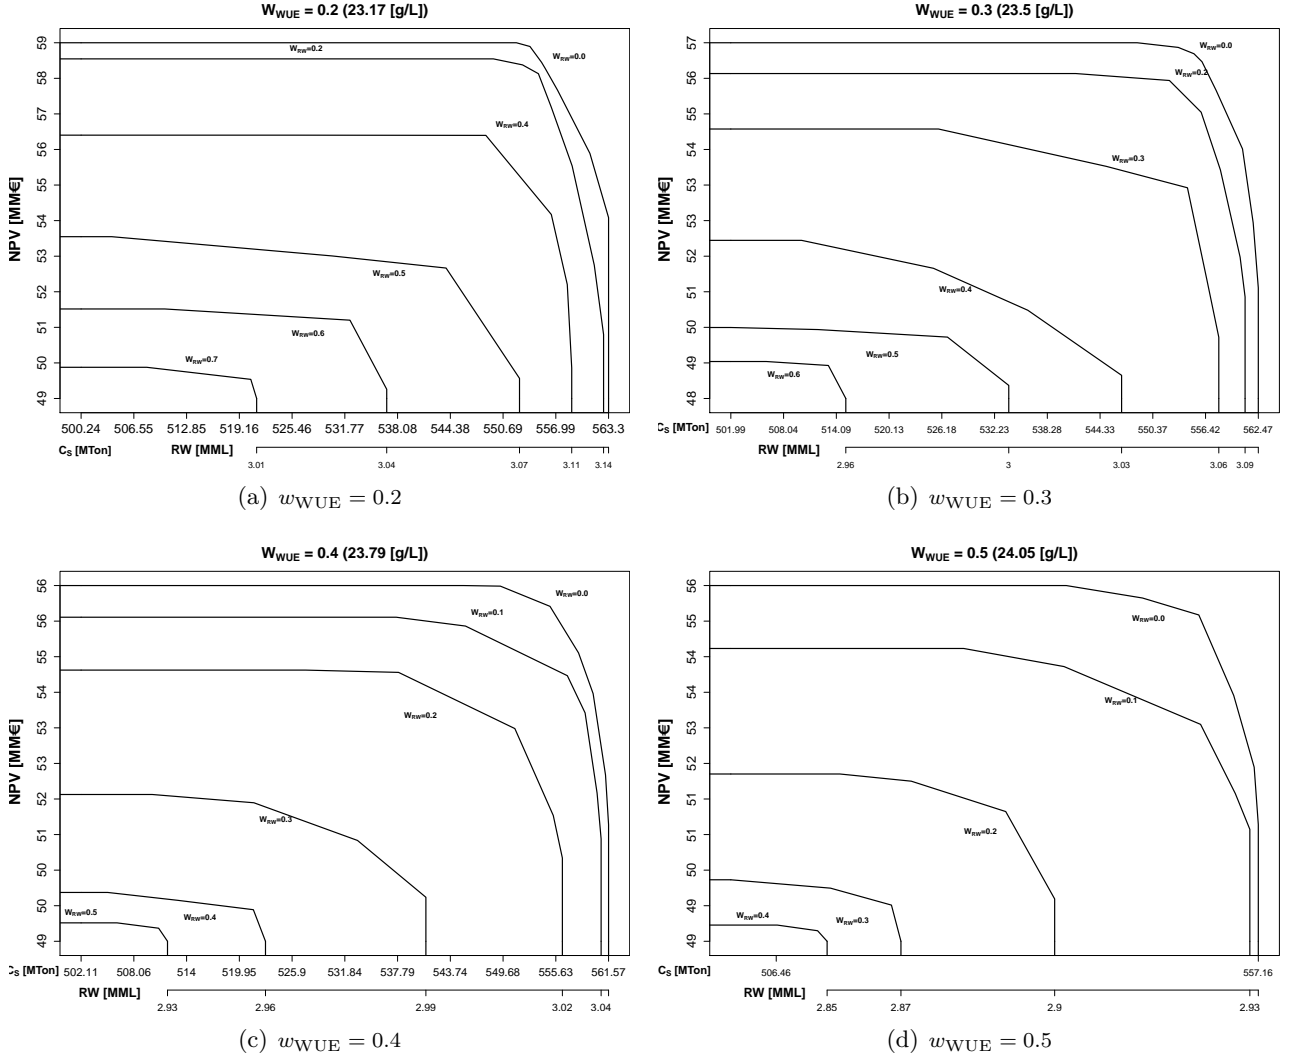 W_WUE = 0.2 (23.17 [g/L])
NPV [MM€]
59
58
57
56
55
54
53
52
51
50
49
W_RW=0.2
W_RW=0.0
W_RW=0.4
W_RW=0.5
W_RW=0.6
W_RW=0.7
500.24 506.55 512.85 519.16 525.46 531.77 538.08 544.38 550.69 556.99 563.3
C_S [MTon] RW [MML]
3.01 3.04 3.07 3.11 3.14
(a) w_WUE = 0.2
W_WUE = 0.3 (23.5 [g/L])
NPV [MM€]
57
56
55
54
53
52
50
49
48
W_RW=0.0
W_RW=0.2
W_RW=0.3
W_RW=0.4
W_RW=0.5
W_RW=0.6
501.99 508.04 514.09 520.13 526.18 532.23 538.28 544.33 550.37 556.42 562.47
C_S [MTon] RW [MML]
2.96 3 3.03 3.06 3.09
(b) w_WUE = 0.3
W_WUE = 0.4 (23.79 [g/L])
NPV [MM€]
56
56
55
54
53
53
52
51
50
50
49
W_RW=0.0
W_RW=0.1
W_RW=0.2
W_RW=0.3
W_RW=0.5
W_RW=0.4
502.11 508.06 514 519.95 525.9 531.84 537.79 543.74 549.68 555.63 561.57
C_S [MTon]
RW [MML]
2.93 2.96 2.99 3.02 3.04
(c) w_WUE = 0.4
W_WUE = 0.5 (24.05 [g/L])
NPV [MM€]
56
55
54
54
53
52
51
50
50
49
W_RW=0.0
W_RW=0.1
W_RW=0.2
W_RW=0.4
W_RW=0.3
C_S [MTon] 506.46 557.16
RW [MML]
2.85 2.87 2.9 2.93
(d) w_WUE = 0.5